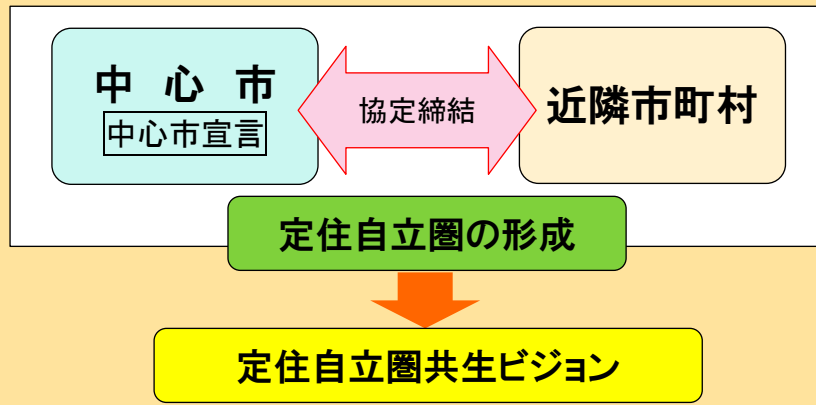 中心市
中心市宣言
協定締結
近隣市町村
定住自立圏の形成
定住自立圏共生ビジョン